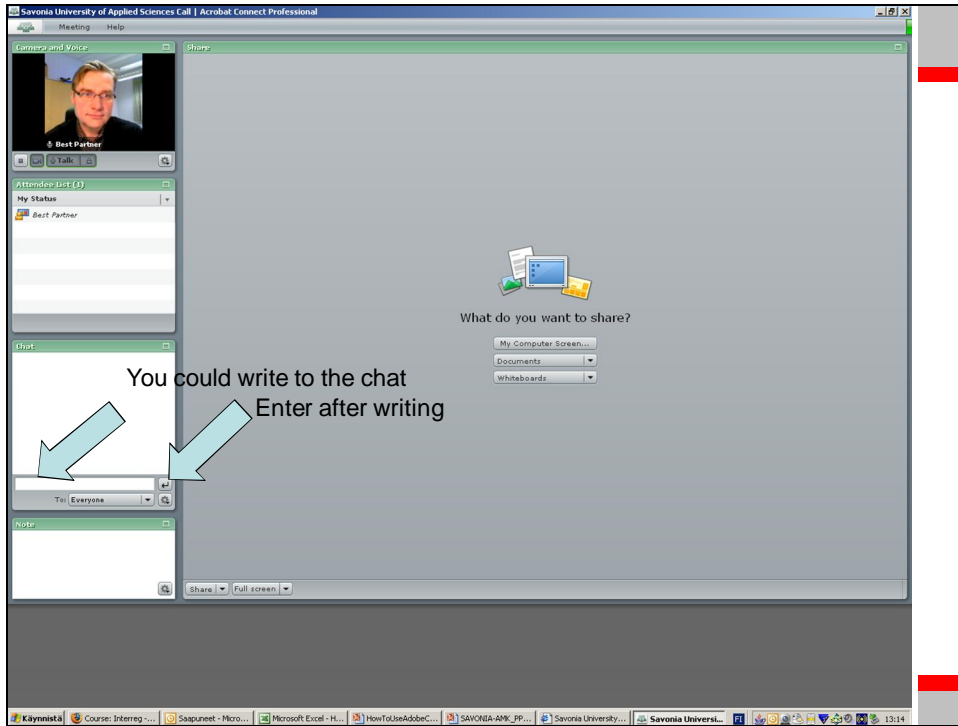 Savonia University of Applied Sciences Call | Acrobat Connect Professional
Meeting Help
Camera and Voice
Best Partner
Talk
Attendee List (1)
My Status
Best Partner
Share
What do you want to share?
My Computer Screen...
Documents
Whiteboards
Chat
You could write to the chat
Enter after writing
To: Everyone
Note
Share Full screen
Käynnistä Course: Interreg -... Saapuneet - Micro... Microsoft Excel - H... HowToUseAdobeC... SAVONIA-AMK_PP... Savonia University... Savonia Universi... FI 13:14